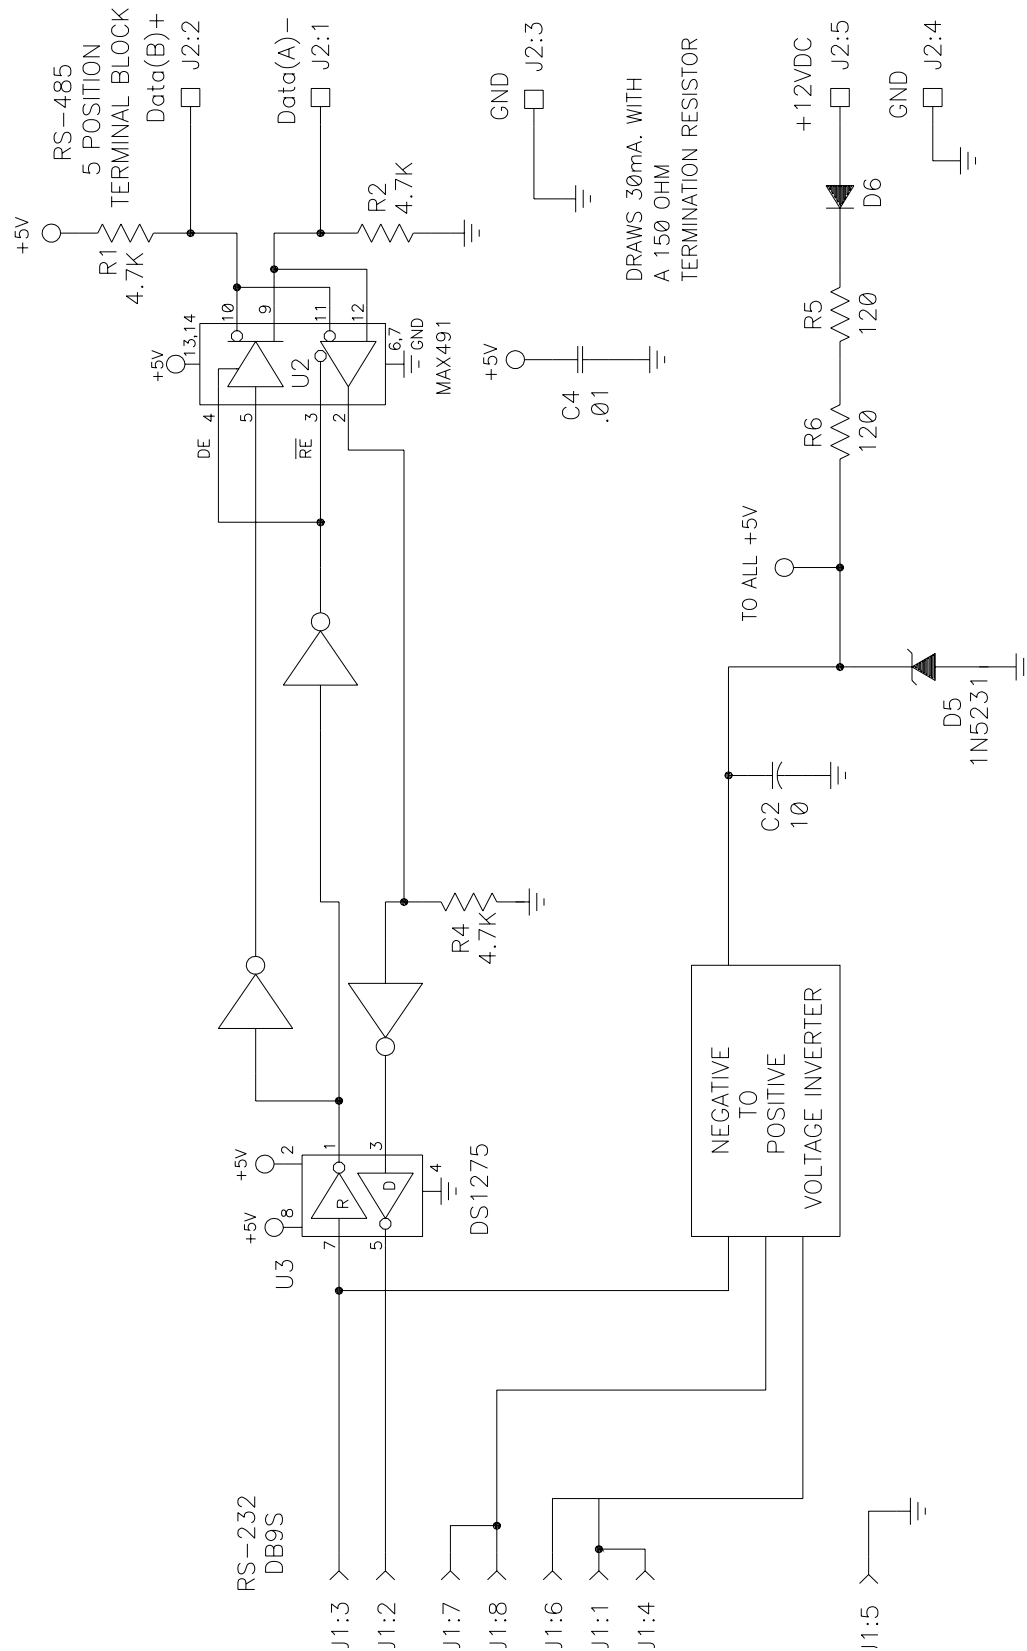 RS-485
5 POSITION
TERMINAL BLOCK
Data(B)+
J2:2
Data(A)-
J2:1
GND
J2:3
+12VDC
J2:5
GND
J2:4
+5V
R1
4.7K
R2
4.7K
DRAWS 30mA. WITH
A 150 OHM
TERMINATION RESISTOR
D6
+5V
13,14
10
9
11
12
6,7
GND
U2
MAX491
4
5
3
2
DE
RE
+5V
C4
.01
R5
120
R6
120
TO ALL +5V
D5
1N5231
C2
10
R4
4.7K
NEGATIVE
TO
POSITIVE
VOLTAGE INVERTER
+5V
2
+5V
8
1
3
4
R
D
7
5
U3
DS1275
RS-232
DB9S
J1:3
J1:2
J1:7
J1:8
J1:6
J1:1
J1:4
J1:5